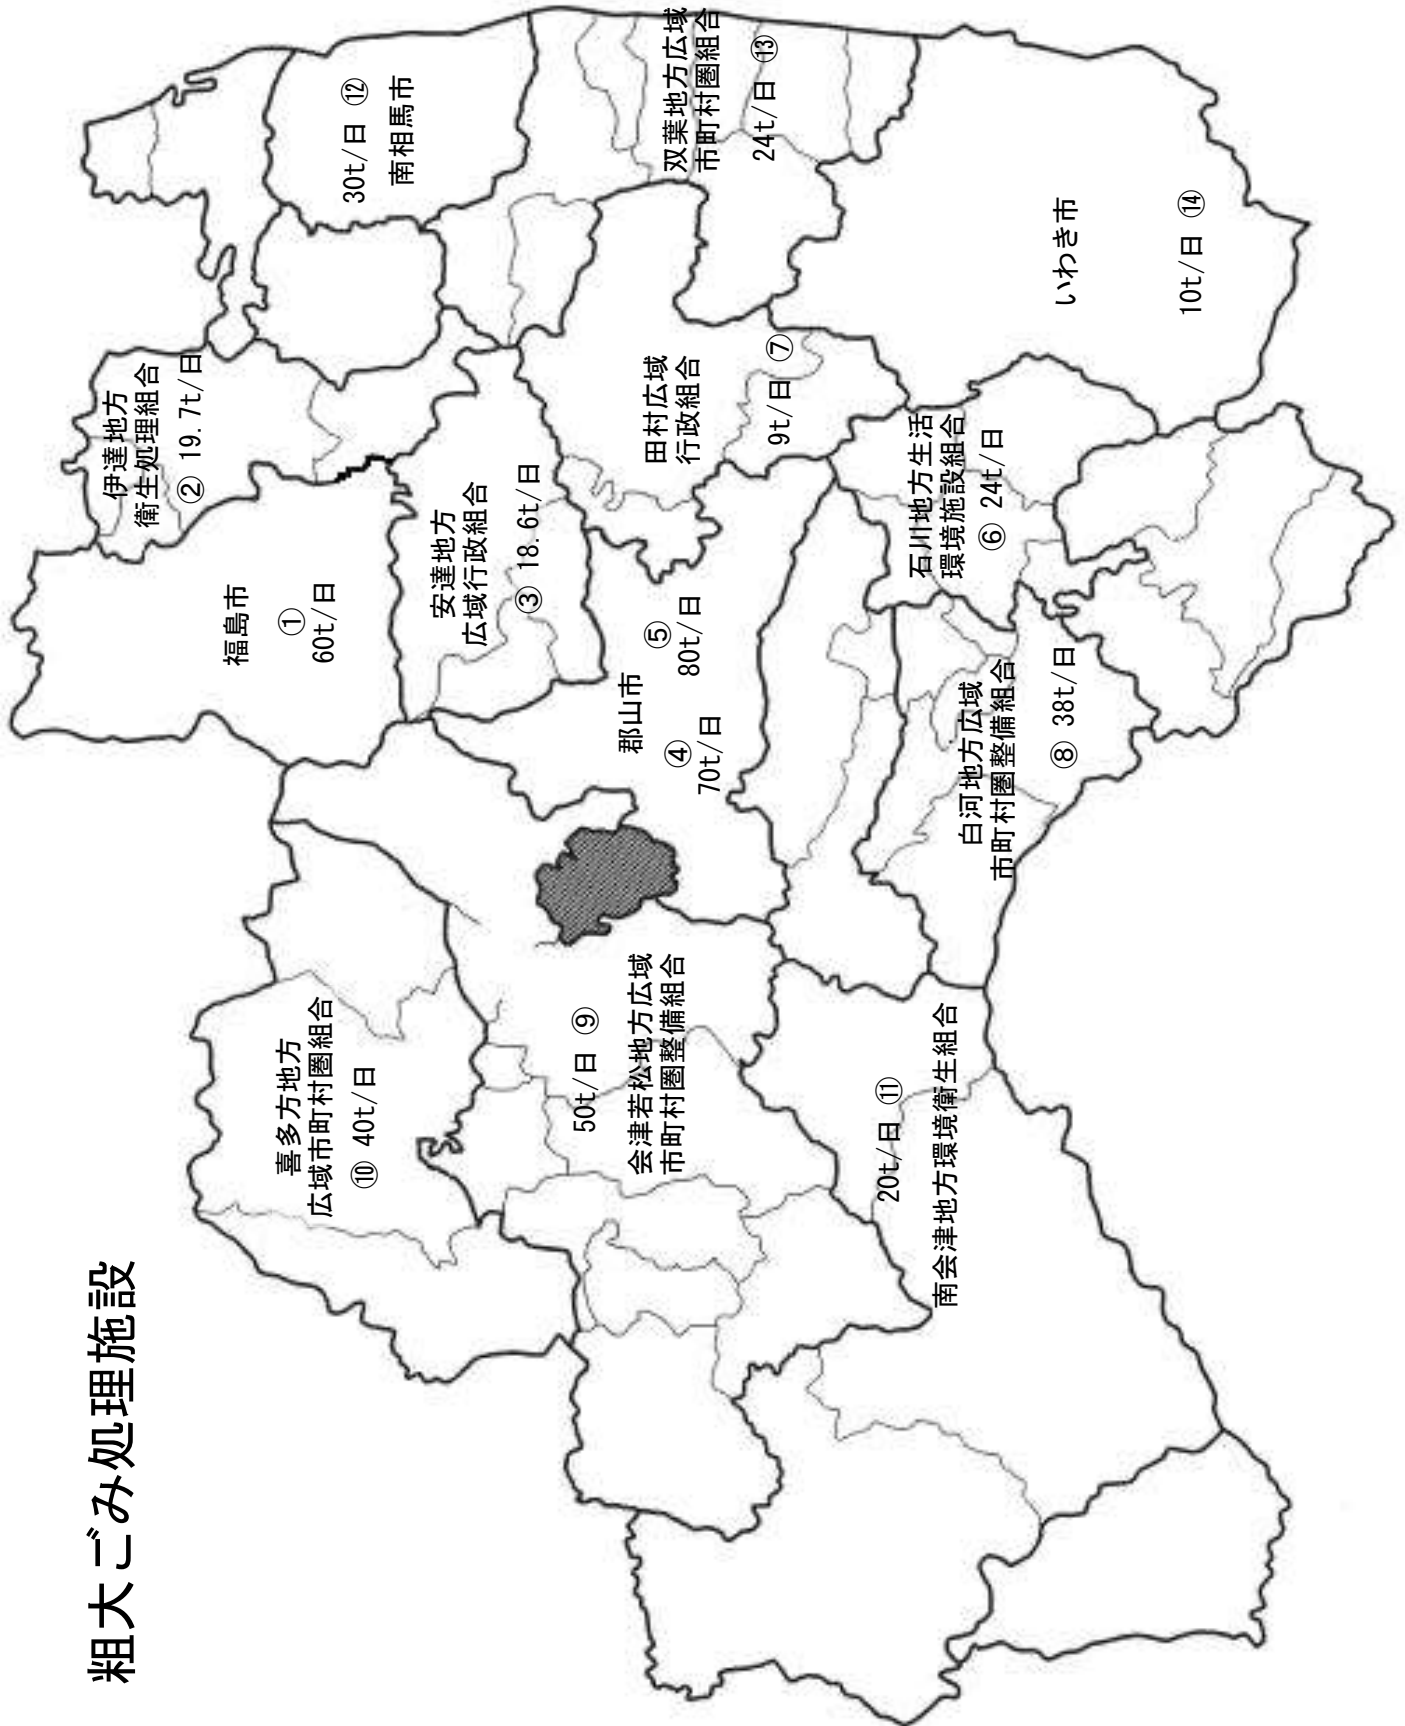 粗大ごみ処理施設
福島市
①
60t/日
伊達地方
衛生処理組合
② 19.7t/日
安達地方
広域行政組合
③ 18.6t/日
郡山市
④
70t/日
⑤
80t/日
石川地方生活
環境施設組合
⑥ 24t/日
田村広域
行政組合
9t/日 ⑦
白河地方広域
市町村圏整備組合
⑧ 38t/日
50t/日 ⑨
会津若松地方広域
市町村圏整備組合
喜多方地方
広域市町村圏組合
⑩ 40t/日
20t/日 ⑪
南会津地方環境衛生組合
30t/日 ⑫
南相馬市
双葉地方広域
市町村圏組合
24t/日 ⑬
いわき市
10t/日 ⑭